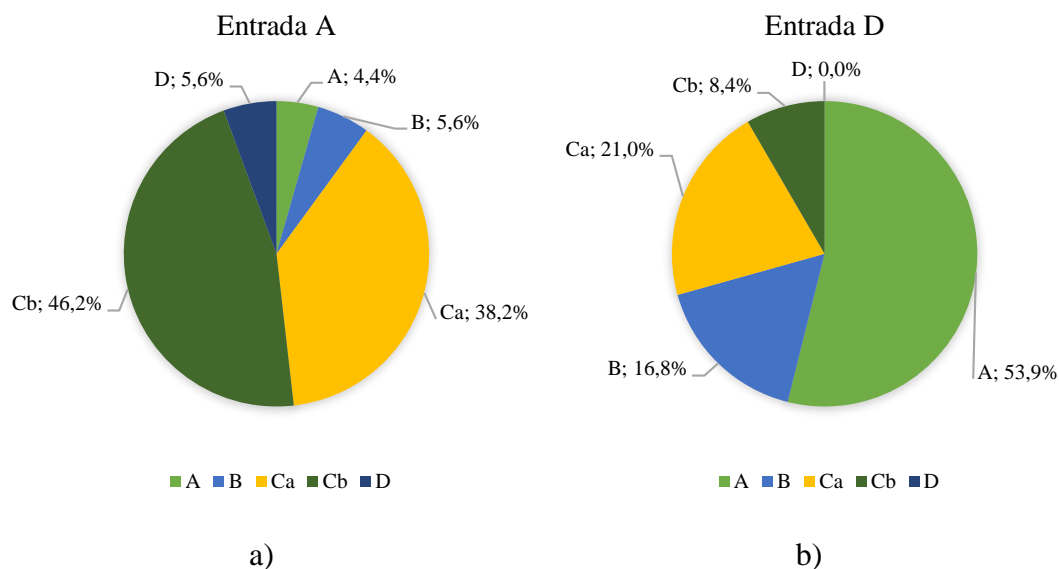 Entrada A
D; 5,6%
A; 4,4%
B; 5,6%
Cb; 46,2%
Ca; 38,2%
A B Ca Cb D
a)
Entrada D
D; 0,0%
Cb; 8,4%
Ca; 21,0%
B; 16,8%
A; 53,9%
A B Ca Cb D
b)